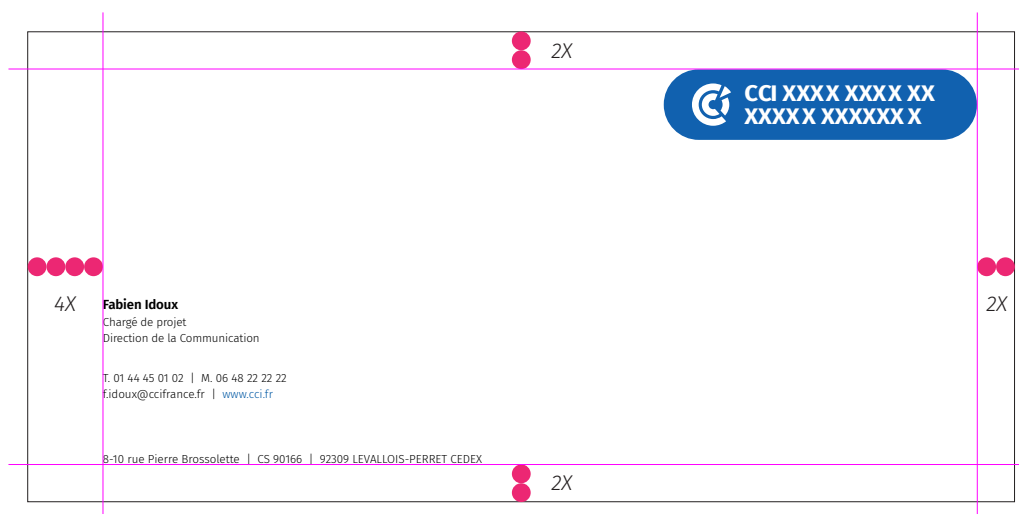 2X
CCI XXXX XXXX XX
XXXX X XXXXXX X
4X
2X
Fabien Idoux
Chargé de projet
Direction de la Communication
T. 01 44 45 01 02 | M. 06 48 22 22 22
f.idoux@ccifrance.fr | www.cci.fr
8-10 rue Pierre Brossolette | CS 90166 | 92309 LEVALLOIS-PERRET CEDEX
2X